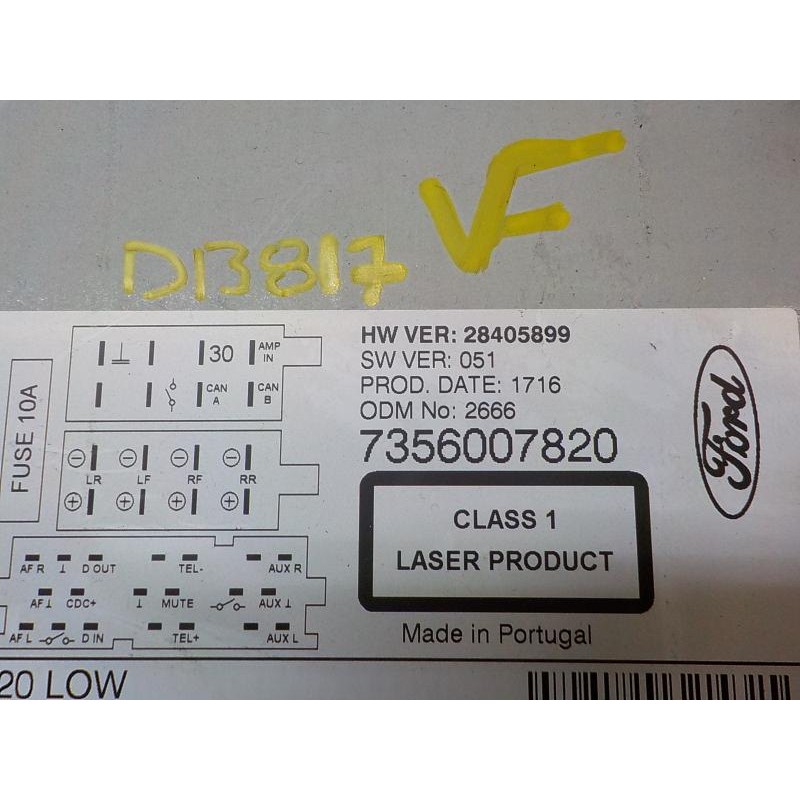 VF
DB817
HW VER: 28405899
SW VER: 051
PROD. DATE: 1716
ODM No: 2666
7356007820
CLASS 1
LASER PRODUCT
Made in Portugal
Ford
FUSE 10A
30 AMP IN
CAN A CAN B
LR LF RF RR
AF R ⊥ D OUT TEL- AUX R
AF⊥ CDC+ ⊥ MUTE AUX⊥
AF L D IN TEL+ AUX L
20 LOW